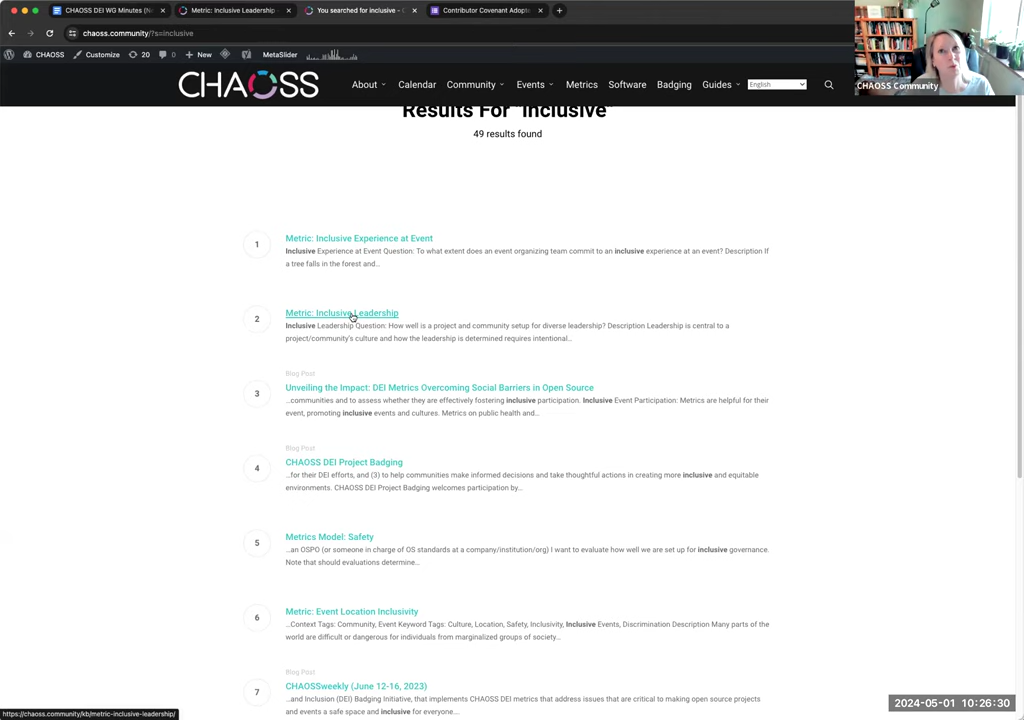 CHAOSS DEI WG Minutes (N
Metric: Inclusive Leadership
You searched for inclusive - C
Contributor Covenant Adopt
chaoss.community/?s=inclusive
CHAOSS
Customize
20
0
New
MetaSlider
CHAOSS
About
Calendar
Community
Events
Metrics
Software
Badging
Guides
English
CHAOSS Community
Results For "inclusive"
49 results found
1
Metric: Inclusive Experience at Event
Inclusive Experience at Event Question: To what extent does an event organizing team commit to an inclusive experience at an event? Description If
a tree falls in the forest and...
2
Metric: Inclusive Leadership
Inclusive Leadership Question: How well is a project and community setup for diverse leadership? Description Leadership is central to a
project/community's culture and how the leadership is determined requires intentional...
Blog Post
3
Unveiling the Impact: DEI Metrics Overcoming Social Barriers in Open Source
...communities and to assess whether they are effectively fostering inclusive participation. Inclusive Event Participation: Metrics are helpful for their
event, promoting inclusive events and cultures. Metrics on public health and...
Blog Post
4
CHAOSS DEI Project Badging
...for their DEI efforts, and (3) to help communities make informed decisions and take thoughtful actions in creating more inclusive and equitable
environments. CHAOSS DEI Project Badging welcomes participation by...
5
Metrics Model: Safety
...an OSPO (or someone in charge of OS standards at a company/institution/org) I want to evaluate how well we are set up for inclusive governance.
Note that should evaluations determine...
6
Metric: Event Location Inclusivity
...Context Tags: Community, Event Keyword Tags: Culture, Location, Safety, Inclusivity, Inclusive Events, Discrimination Description Many parts of the
world are difficult or dangerous for individuals from marginalized groups of society...
Blog Post
7
CHAOSSweekly (June 12-16, 2023)
...and Inclusion (DEI) Badging Initiative, that implements CHAOSS DEI metrics that address issues that are critical to making open source projects
and events a safe space and inclusive for everyone....
https://chaoss.community/kb/metric-inclusive-leadership/
2024-05-01 10:26:30